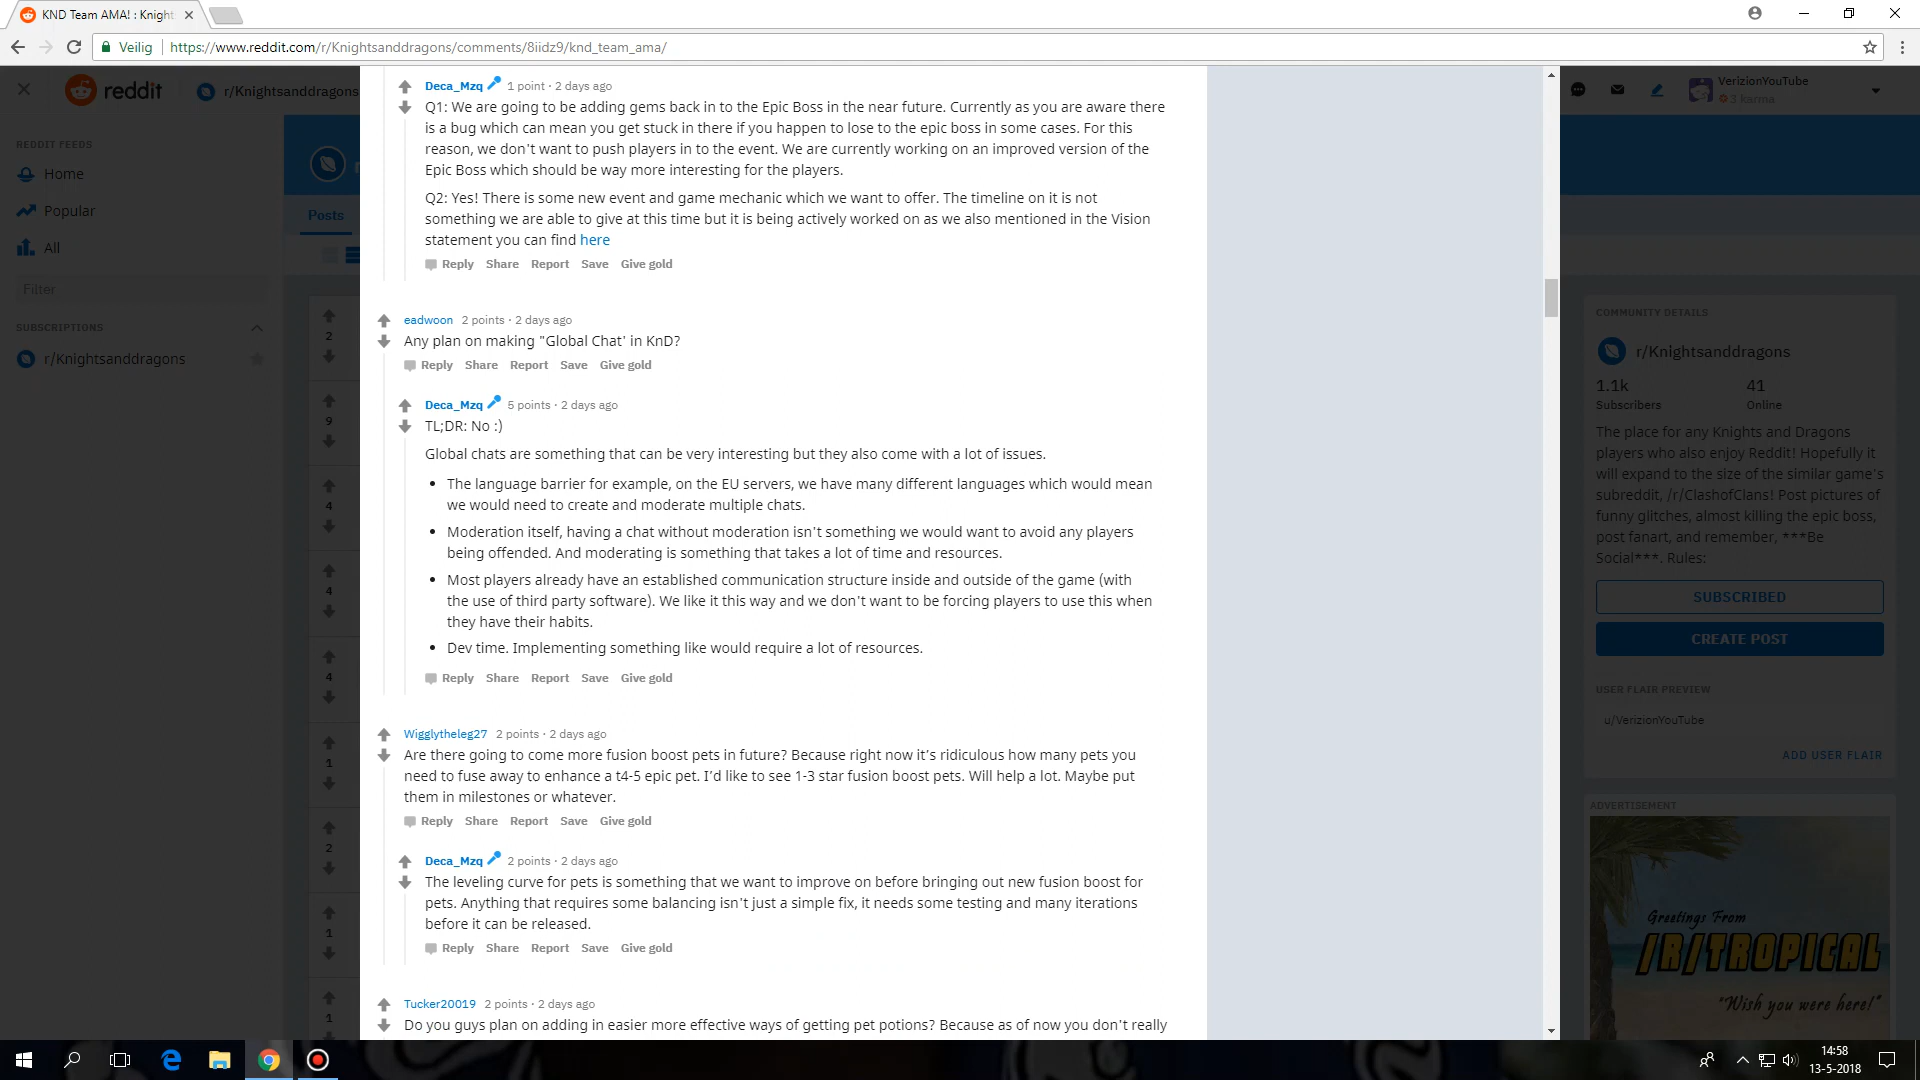 KND Team AMA! : Knight
Veilig
https://www.reddit.com/r/Knightsanddragons/comments/8iidz9/knd_team_ama/
reddit
r/Knightsanddragons
VerizionYouTube
3 karma
REDDIT FEEDS
Home
Popular
All
Filter
SUBSCRIPTIONS
r/Knightsanddragons
Posts
2
9
4
4
4
1
2
1
1
Deca_Mzq 1 point · 2 days ago
Q1: We are going to be adding gems back in to the Epic Boss in the near future. Currently as you are aware there
is a bug which can mean you get stuck in there if you happen to lose to the epic boss in some cases. For this
reason, we don't want to push players in to the event. We are currently working on an improved version of the
Epic Boss which should be way more interesting for the players.
Q2: Yes! There is some new event and game mechanic which we want to offer. The timeline on it is not
something we are able to give at this time but it is being actively worked on as we also mentioned in the Vision
statement you can find here
Reply Share Report Save Give gold
eadwoon 2 points · 2 days ago
Any plan on making "Global Chat' in KnD?
Reply Share Report Save Give gold
Deca_Mzq 5 points · 2 days ago
TL;DR: No :)
Global chats are something that can be very interesting but they also come with a lot of issues.
• The language barrier for example, on the EU servers, we have many different languages which would mean
we would need to create and moderate multiple chats.
• Moderation itself, having a chat without moderation isn't something we would want to avoid any players
being offended. And moderating is something that takes a lot of time and resources.
• Most players already have an established communication structure inside and outside of the game (with
the use of third party software). We like it this way and we don't want to be forcing players to use this when
they have their habits.
• Dev time. Implementing something like would require a lot of resources.
Reply Share Report Save Give gold
Wigglytheleg27 2 points · 2 days ago
Are there going to come more fusion boost pets in future? Because right now it’s ridiculous how many pets you
need to fuse away to enhance a t4-5 epic pet. I’d like to see 1-3 star fusion boost pets. Will help a lot. Maybe put
them in milestones or whatever.
Reply Share Report Save Give gold
Deca_Mzq 2 points · 2 days ago
The leveling curve for pets is something that we want to improve on before bringing out new fusion boost for
pets. Anything that requires some balancing isn't just a simple fix, it needs some testing and many iterations
before it can be released.
Reply Share Report Save Give gold
Tucker20019 2 points · 2 days ago
Do you guys plan on adding in easier more effective ways of getting pet potions? Because as of now you don't really
COMMUNITY DETAILS
r/Knightsanddragons
1.1k 41
Subscribers Online
The place for any Knights and Dragons
players who also enjoy Reddit! Hopefully it
will expand to the size of the similar game's
subreddit, /r/ClashofClans! Post pictures of
funny glitches, almost killing the epic boss,
post fanart, and remember, ***Be
Social***. Rules:
SUBSCRIBED
CREATE POST
USER FLAIR PREVIEW
u/VerizionYouTube
ADD USER FLAIR
ADVERTISEMENT
Greetings From
/R/TROPICAL
"Wish you were here!"
14:58
13-5-2018